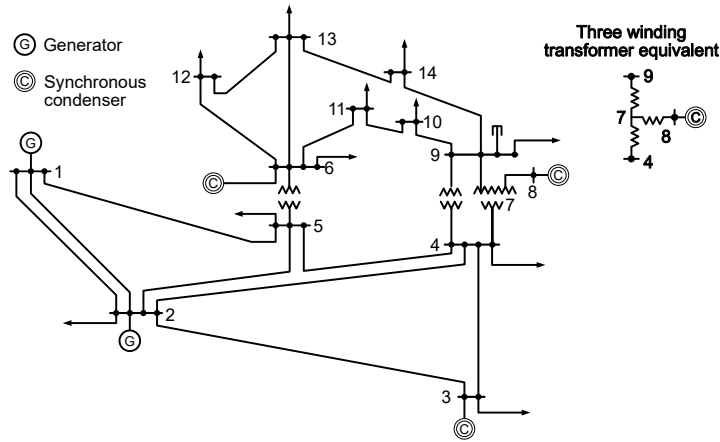 G Generator
C Synchronous
condenser
Three winding
transformer equivalent
9
7
C
8
4
13
14
12
11
10
9
6
C
G
1
C
8
7
5
4
2
G
3
C